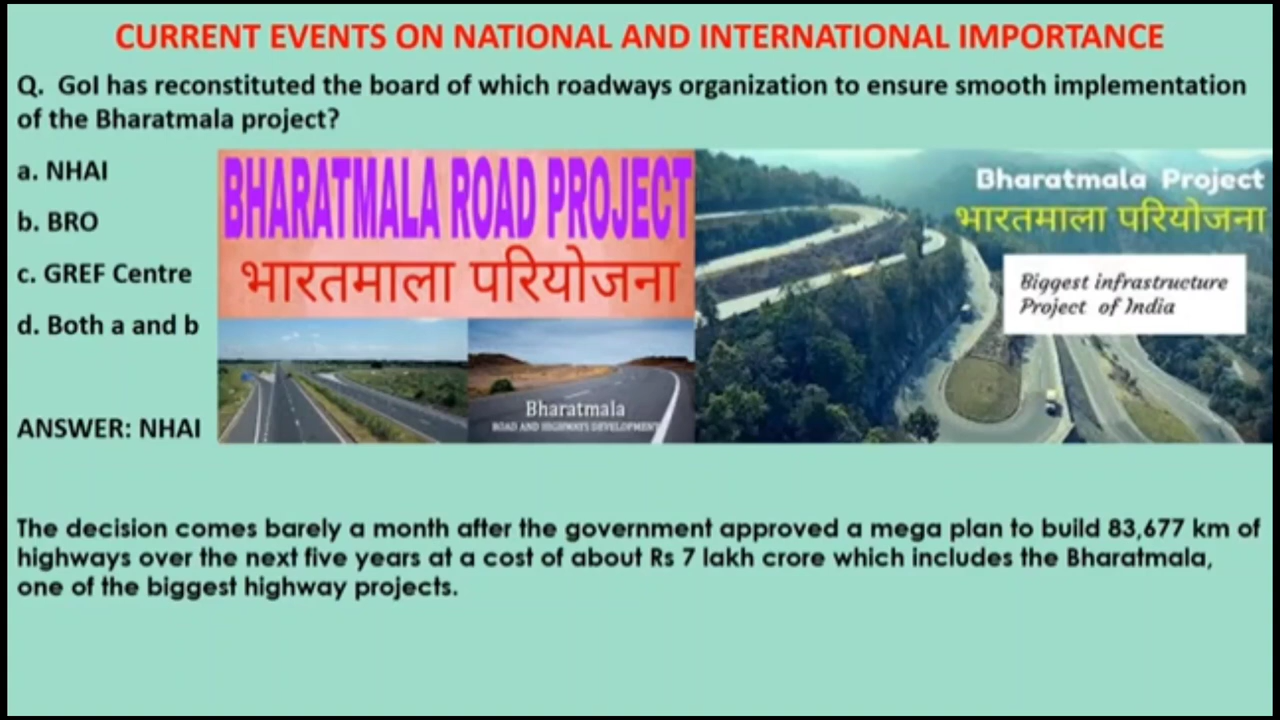 CURRENT EVENTS ON NATIONAL AND INTERNATIONAL IMPORTANCE
Q. GoI has reconstituted the board of which roadways organization to ensure smooth implementation
of the Bharatmala project?
a. NHAI
b. BRO
c. GREF Centre
d. Both a and b
ANSWER: NHAI
BHARATMALA ROAD PROJECT
भारतमाला परियोजना
Bharatmala
ROAD AND HIGHWAYS DEVELOPMENT
Bharatmala Project
भारतमाला परियोजना
Biggest infrastructure
Project of India
The decision comes barely a month after the government approved a mega plan to build 83,677 km of
highways over the next five years at a cost of about Rs 7 lakh crore which includes the Bharatmala,
one of the biggest highway projects.